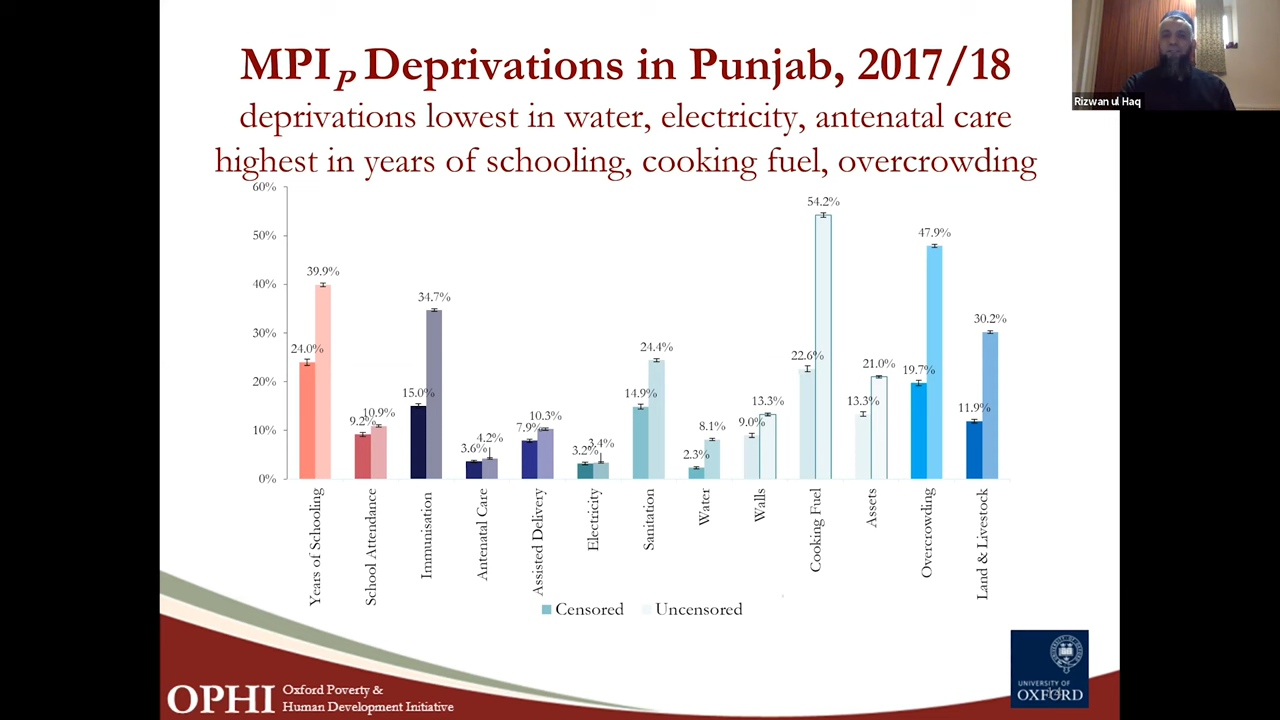 MPI P Deprivations in Punjab, 2017/18
deprivations lowest in water, electricity, antenatal care
highest in years of schooling, cooking fuel, overcrowding
Rizwan ul Haq
60%
50%
40%
30%
20%
10%
0%
24.0%
39.9%
9.2%
10.9%
15.0%
34.7%
3.6%
4.2%
7.9%
10.3%
3.2%
3.4%
14.9%
24.4%
2.3%
8.1%
9.0%
13.3%
22.6%
54.2%
13.3%
21.0%
19.7%
47.9%
11.9%
30.2%
Years of Schooling
School Attendance
Immunisation
Antenatal Care
Assisted Delivery
Electricity
Sanitation
Water
Walls
Cooking Fuel
Assets
Overcrowding
Land & Livestock
Censored Uncensored
OPHI
Oxford Poverty &
Human Development Initiative
UNIVERSITY OF
OXFORD